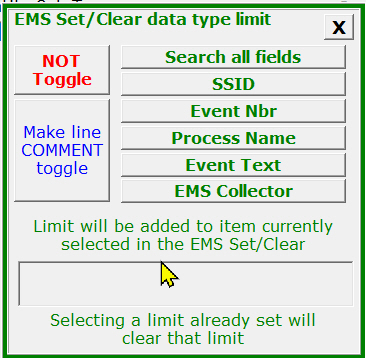 EMS Set/Clear data type limit
X
NOT
Toggle
Make line
COMMENT
toggle
Search all fields
SSID
Event Nbr
Process Name
Event Text
EMS Collector
Limit will be added to item currently
selected in the EMS Set/Clear
Selecting a limit already set will
clear that limit